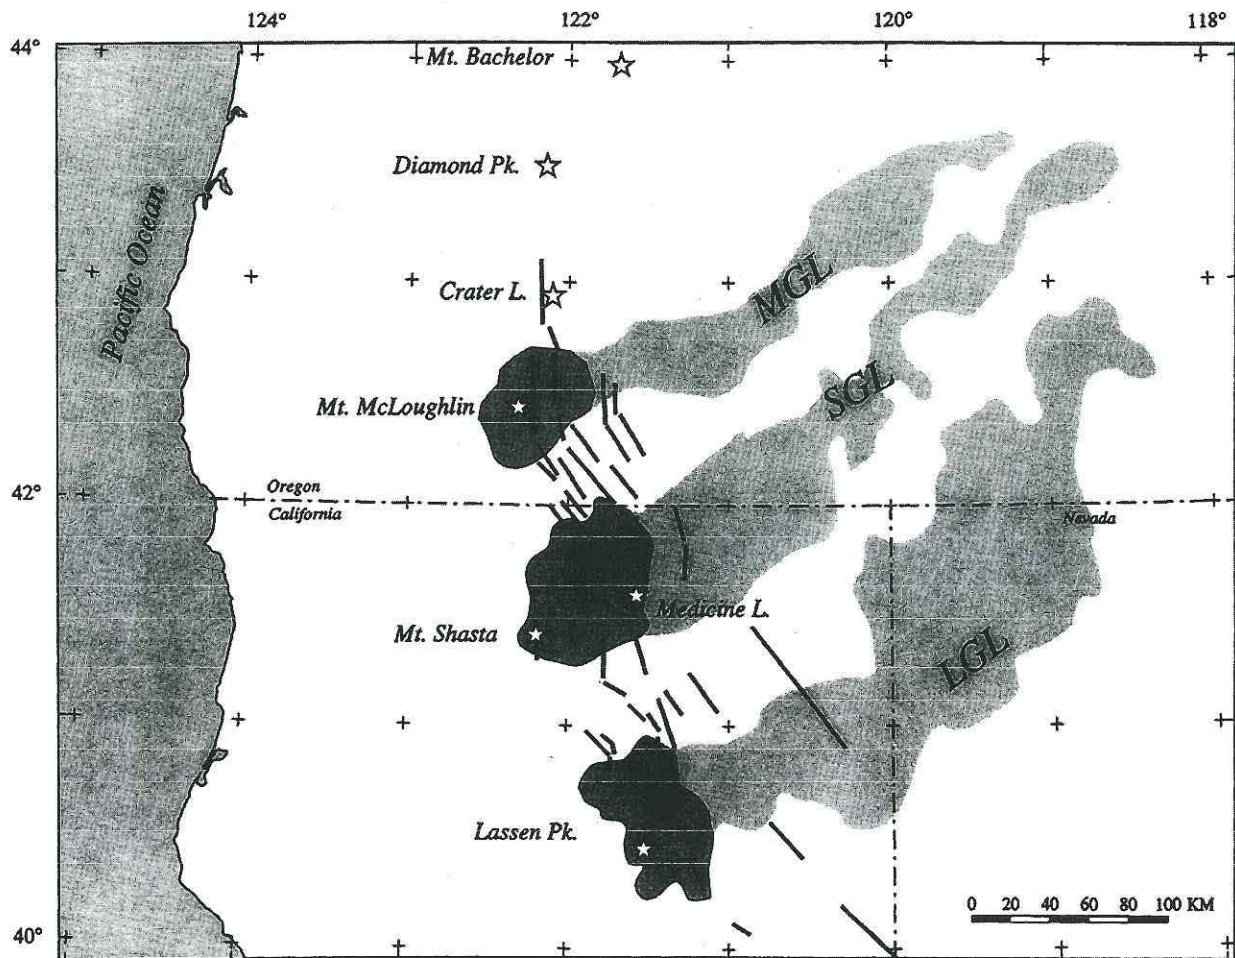 124° 122° 120° 118°
44°
Mt. Bachelor
Diamond Pk.
Pacific Ocean
MGL
Crater L.
SGL
Mt. McLoughlin
42°
Oregon
California
Nevada
Medicine L.
Mt. Shasta
LGL
Lassen Pk.
0 20 40 60 80 100 KM
40°